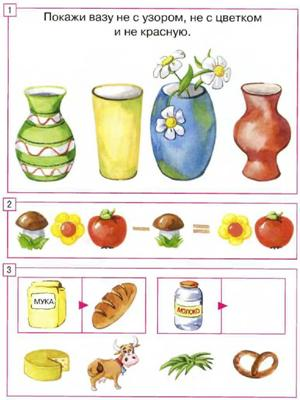 1
Покажи вазу не с узором, не с цветком
и не красную.
2
3
МУКА
МОЛОКО